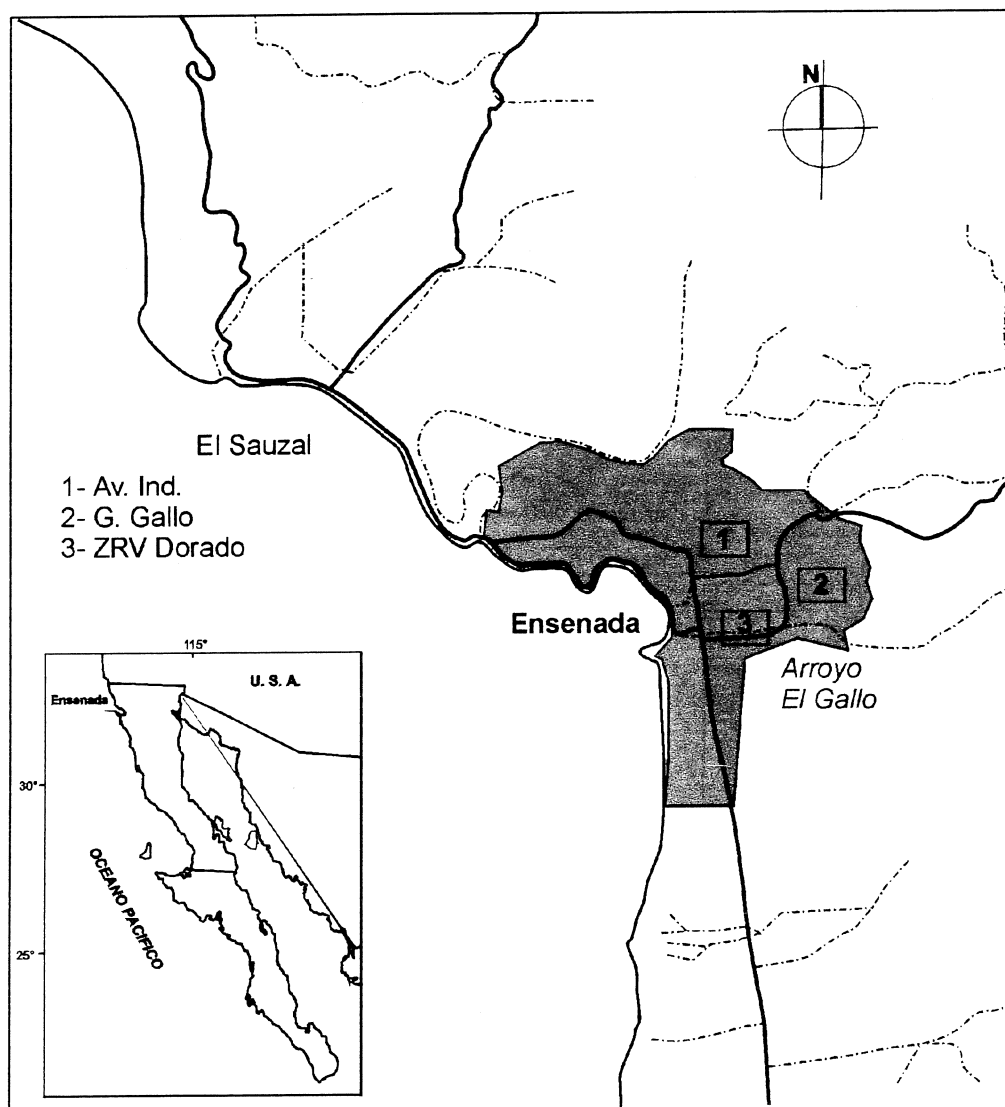 N
El Sauzal
1- Av. Ind.
2- G. Gallo
3- ZRV Dorado
1
2
3
Ensenada
Arroyo
El Gallo
115°
U. S. A.
Ensenada
30°
OCEANO PACIFICO
25°